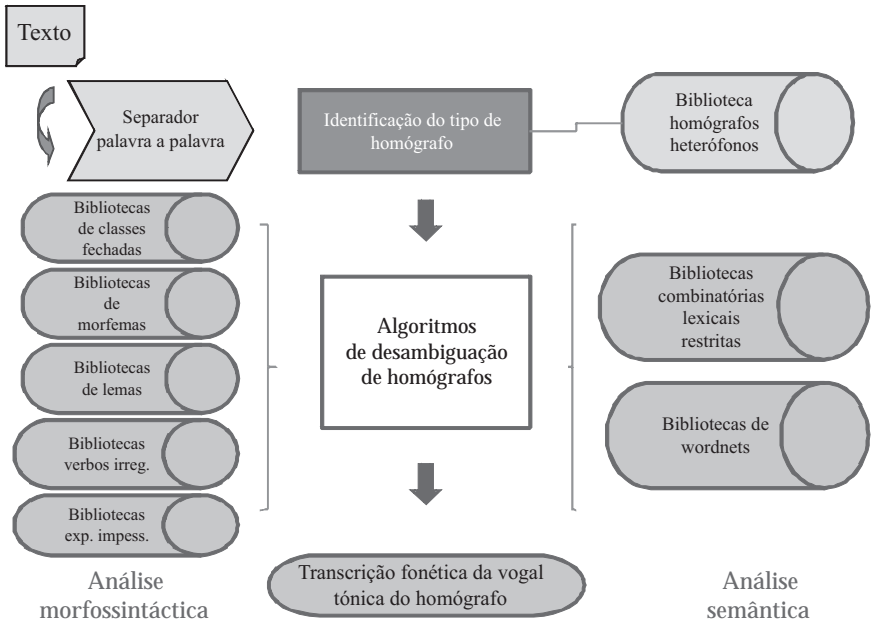 Texto
Separador
palavra a palavra
Identificação do tipo de
homógrafo
Biblioteca
homógrafos
heterófonos
Bibliotecas
de classes
fechadas
Bibliotecas
de
morfemas
Bibliotecas
de lemas
Bibliotecas
verbos irreg.
Bibliotecas
exp. impess.
Análise
morfossintáctica
Algoritmos
de desambiguação
de homógrafos
Transcrição fonética da vogal
tónica do homógrafo
Bibliotecas
combinatórias
lexicais
restritas
Bibliotecas de
wordnets
Análise
semântica